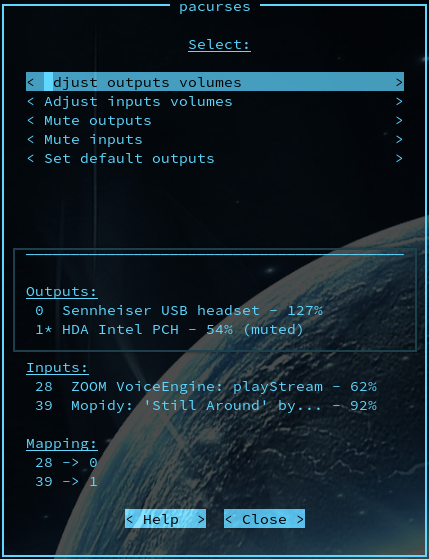 pacurses
Select:
< Adjust outputs volumes >
< Adjust inputs volumes >
< Mute outputs >
< Mute inputs >
< Set default outputs >
Outputs:
0 Sennheiser USB headset - 127%
1* HDA Intel PCH - 54% (muted)
Inputs:
28 ZOOM VoiceEngine: playStream - 62%
39 Mopidy: 'Still Around' by... - 92%
Mapping:
28 -> 0
39 -> 1
< Help > < Close >